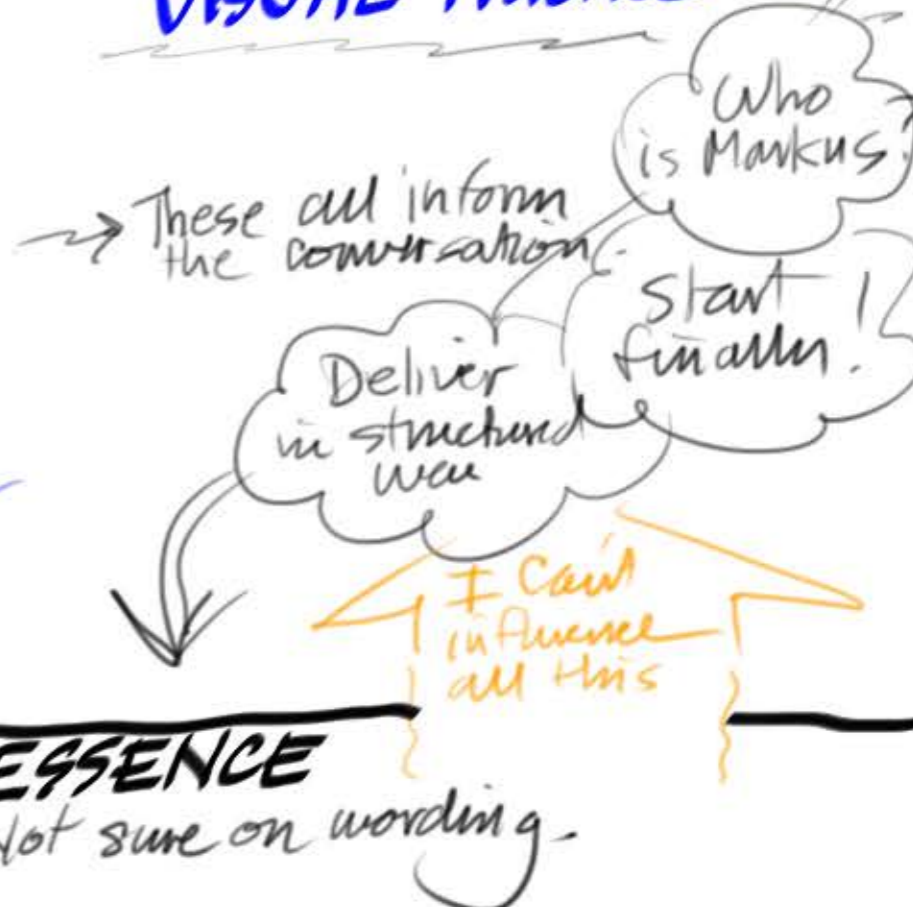 VISUAL
Who
is Markus?
→ These all inform
the conversation.
Start
finally!
Deliver
in structured
way
I can't
influence
all this
ESSENCE
Not sure on wording.